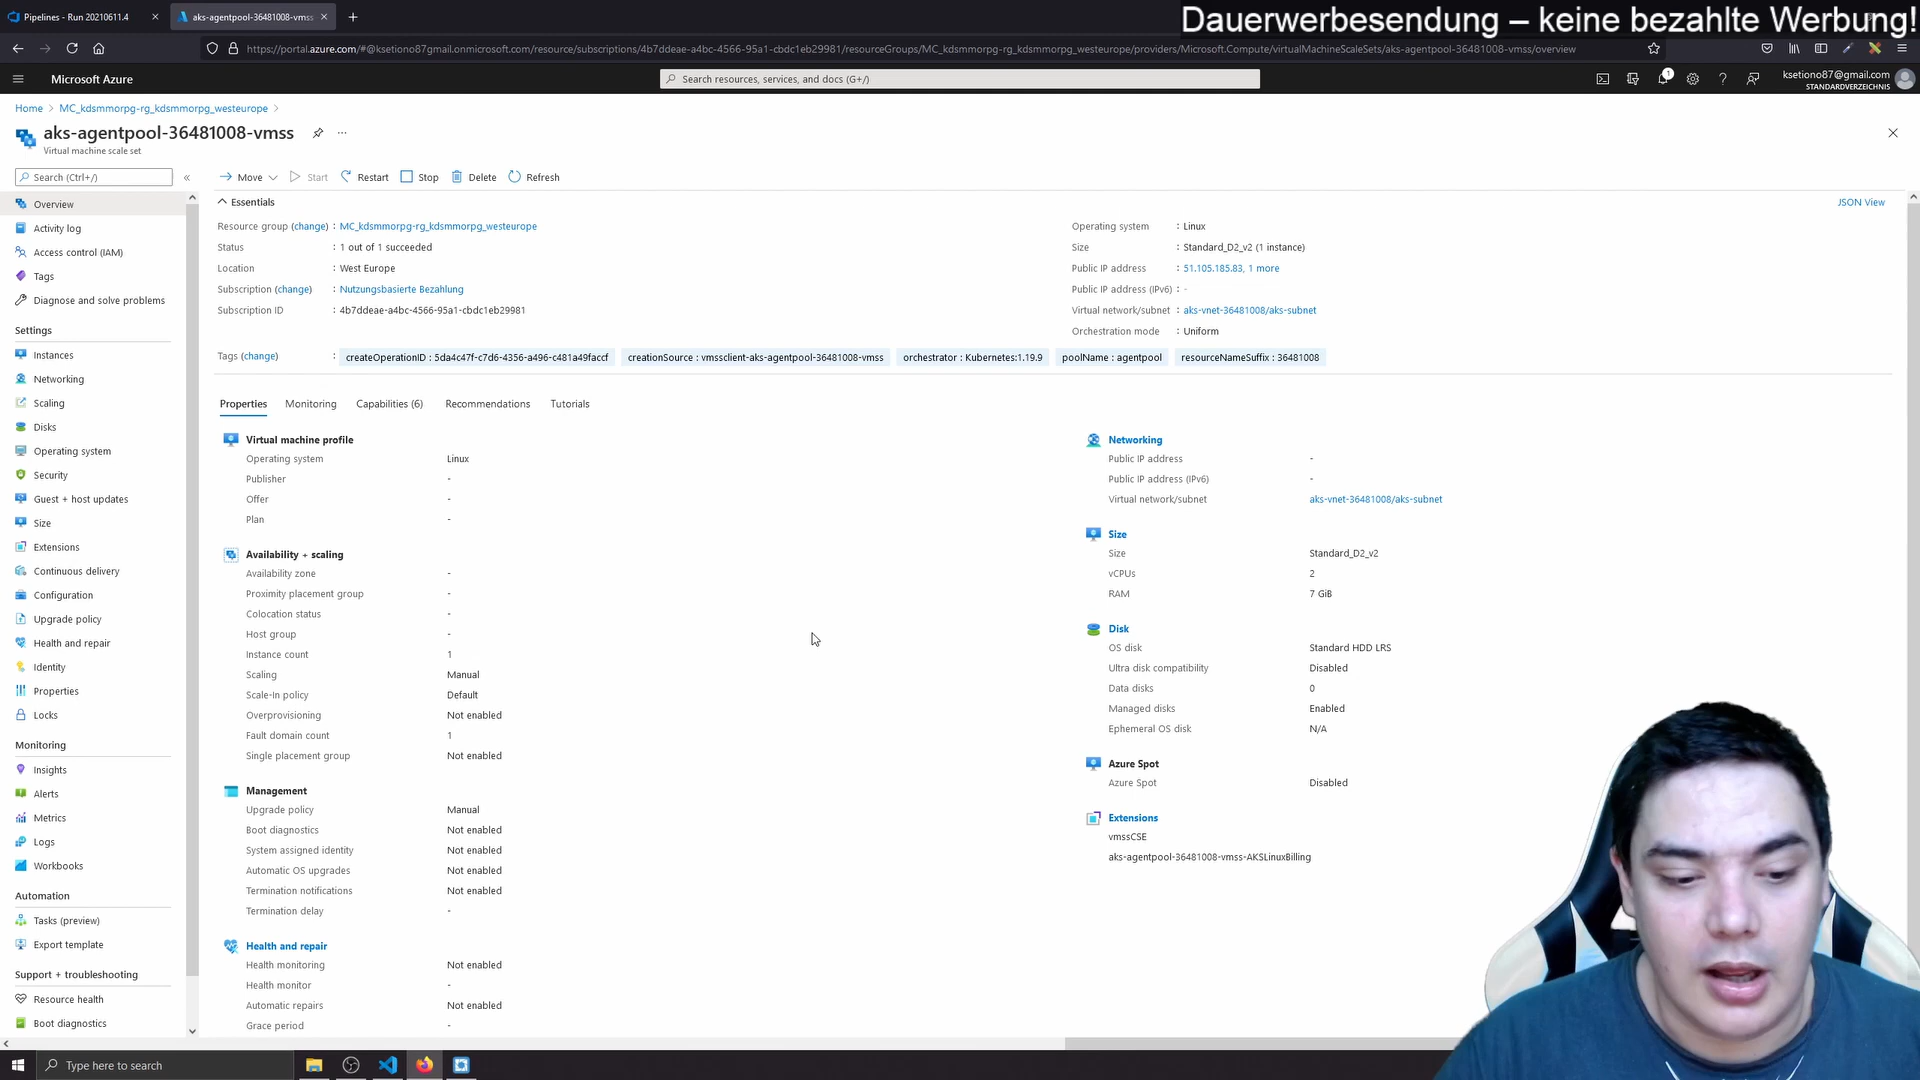 Pipelines - Run 20210611.4
aks-agentpool-36481008-vmss
Dauerwerbesendung – keine bezahlte Werbung!
https://portal.azure.com/#@ksetiono87gmail.onmicrosoft.com/resource/subscriptions/4b7ddeae-a4bc-4566-95a1-cbdc1eb29981/resourceGroups/MC_kdsmmorpg-rg_kdsmmorpg_westeurope/providers/Microsoft.Compute/virtualMachineScaleSets/aks-agentpool-36481008-vmss/overview
Microsoft Azure
Search resources, services, and docs (G+/)
1
ksetiono87@gmail.com
STANDARDVERZEICHNIS
Home > MC_kdsmmorpg-rg_kdsmmorpg_westeurope >
aks-agentpool-36481008-vmss
Virtual machine scale set
Search (Ctrl+/)
Overview
Activity log
Access control (IAM)
Tags
Diagnose and solve problems
Settings
Instances
Networking
Scaling
Disks
Operating system
Security
Guest + host updates
Size
Extensions
Continuous delivery
Configuration
Upgrade policy
Health and repair
Identity
Properties
Locks
Monitoring
Insights
Alerts
Metrics
Logs
Workbooks
Automation
Tasks (preview)
Export template
Support + troubleshooting
Resource health
Boot diagnostics
Move Start Restart Stop Delete Refresh
Essentials
JSON View
Resource group (change) : MC_kdsmmorpg-rg_kdsmmorpg_westeurope
Status : 1 out of 1 succeeded
Location : West Europe
Subscription (change) : Nutzungsbasierte Bezahlung
Subscription ID : 4b7ddeae-a4bc-4566-95a1-cbdc1eb29981
Operating system : Linux
Size : Standard_D2_v2 (1 instance)
Public IP address : 51.105.185.83, 1 more
Public IP address (IPv6) : -
Virtual network/subnet : aks-vnet-36481008/aks-subnet
Orchestration mode : Uniform
Tags (change) : createOperationID : 5da4c47f-c7d6-4356-a496-c481a49faccf creationSource : vmssclient-aks-agentpool-36481008-vmss orchestrator : Kubernetes:1.19.9 poolName : agentpool resourceNameSuffix : 36481008
Properties Monitoring Capabilities (6) Recommendations Tutorials
Virtual machine profile
Operating system Linux
Publisher -
Offer -
Plan -
Availability + scaling
Availability zone -
Proximity placement group -
Colocation status -
Host group -
Instance count 1
Scaling Manual
Scale-In policy Default
Overprovisioning Not enabled
Fault domain count 1
Single placement group Not enabled
Management
Upgrade policy Manual
Boot diagnostics Not enabled
System assigned identity Not enabled
Automatic OS upgrades Not enabled
Termination notifications Not enabled
Termination delay -
Health and repair
Health monitoring Not enabled
Health monitor -
Automatic repairs Not enabled
Grace period -
Networking
Public IP address -
Public IP address (IPv6) -
Virtual network/subnet aks-vnet-36481008/aks-subnet
Size
Size Standard_D2_v2
vCPUs 2
RAM 7 GiB
Disk
OS disk Standard HDD LRS
Ultra disk compatibility Disabled
Data disks 0
Managed disks Enabled
Ephemeral OS disk N/A
Azure Spot
Azure Spot Disabled
Extensions
vmssCSE
aks-agentpool-36481008-vmss-AKSLinuxBilling
Type here to search